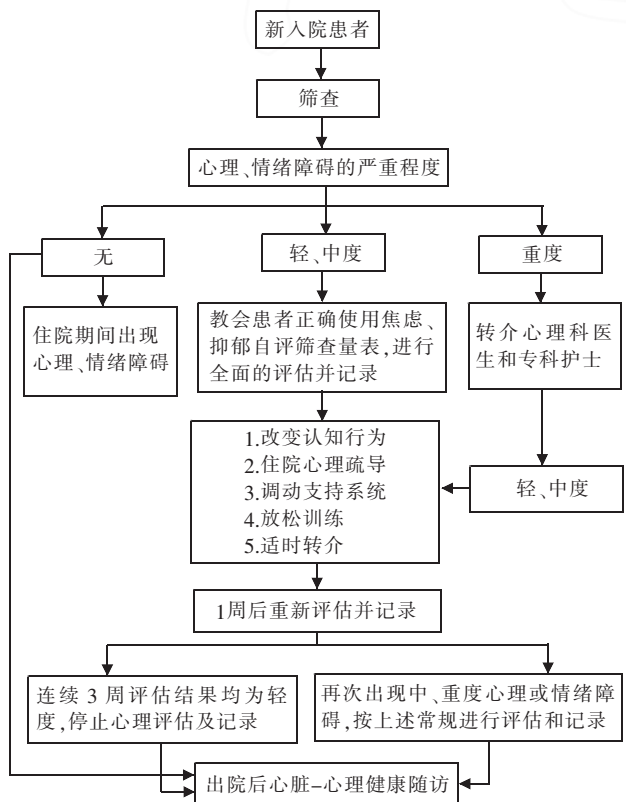 新入院患者
筛查
心理、情绪障碍的严重程度
无
轻、中度
重度
住院期间出现
心理、情绪障碍
教会患者正确使用焦虑、
抑郁自评筛查量表,进行
全面的评估并记录
转介心理科医
生和专科护士
1.改变认知行为
2.住院心理疏导
3.调动支持系统
4.放松训练
5.适时转介
轻、中度
1周后重新评估并记录
连续 3 周评估结果均为轻
度,停止心理评估及记录
再次出现中、重度心理或情绪障
碍,按上述常规进行评估和记录
出院后心脏–心理健康随访